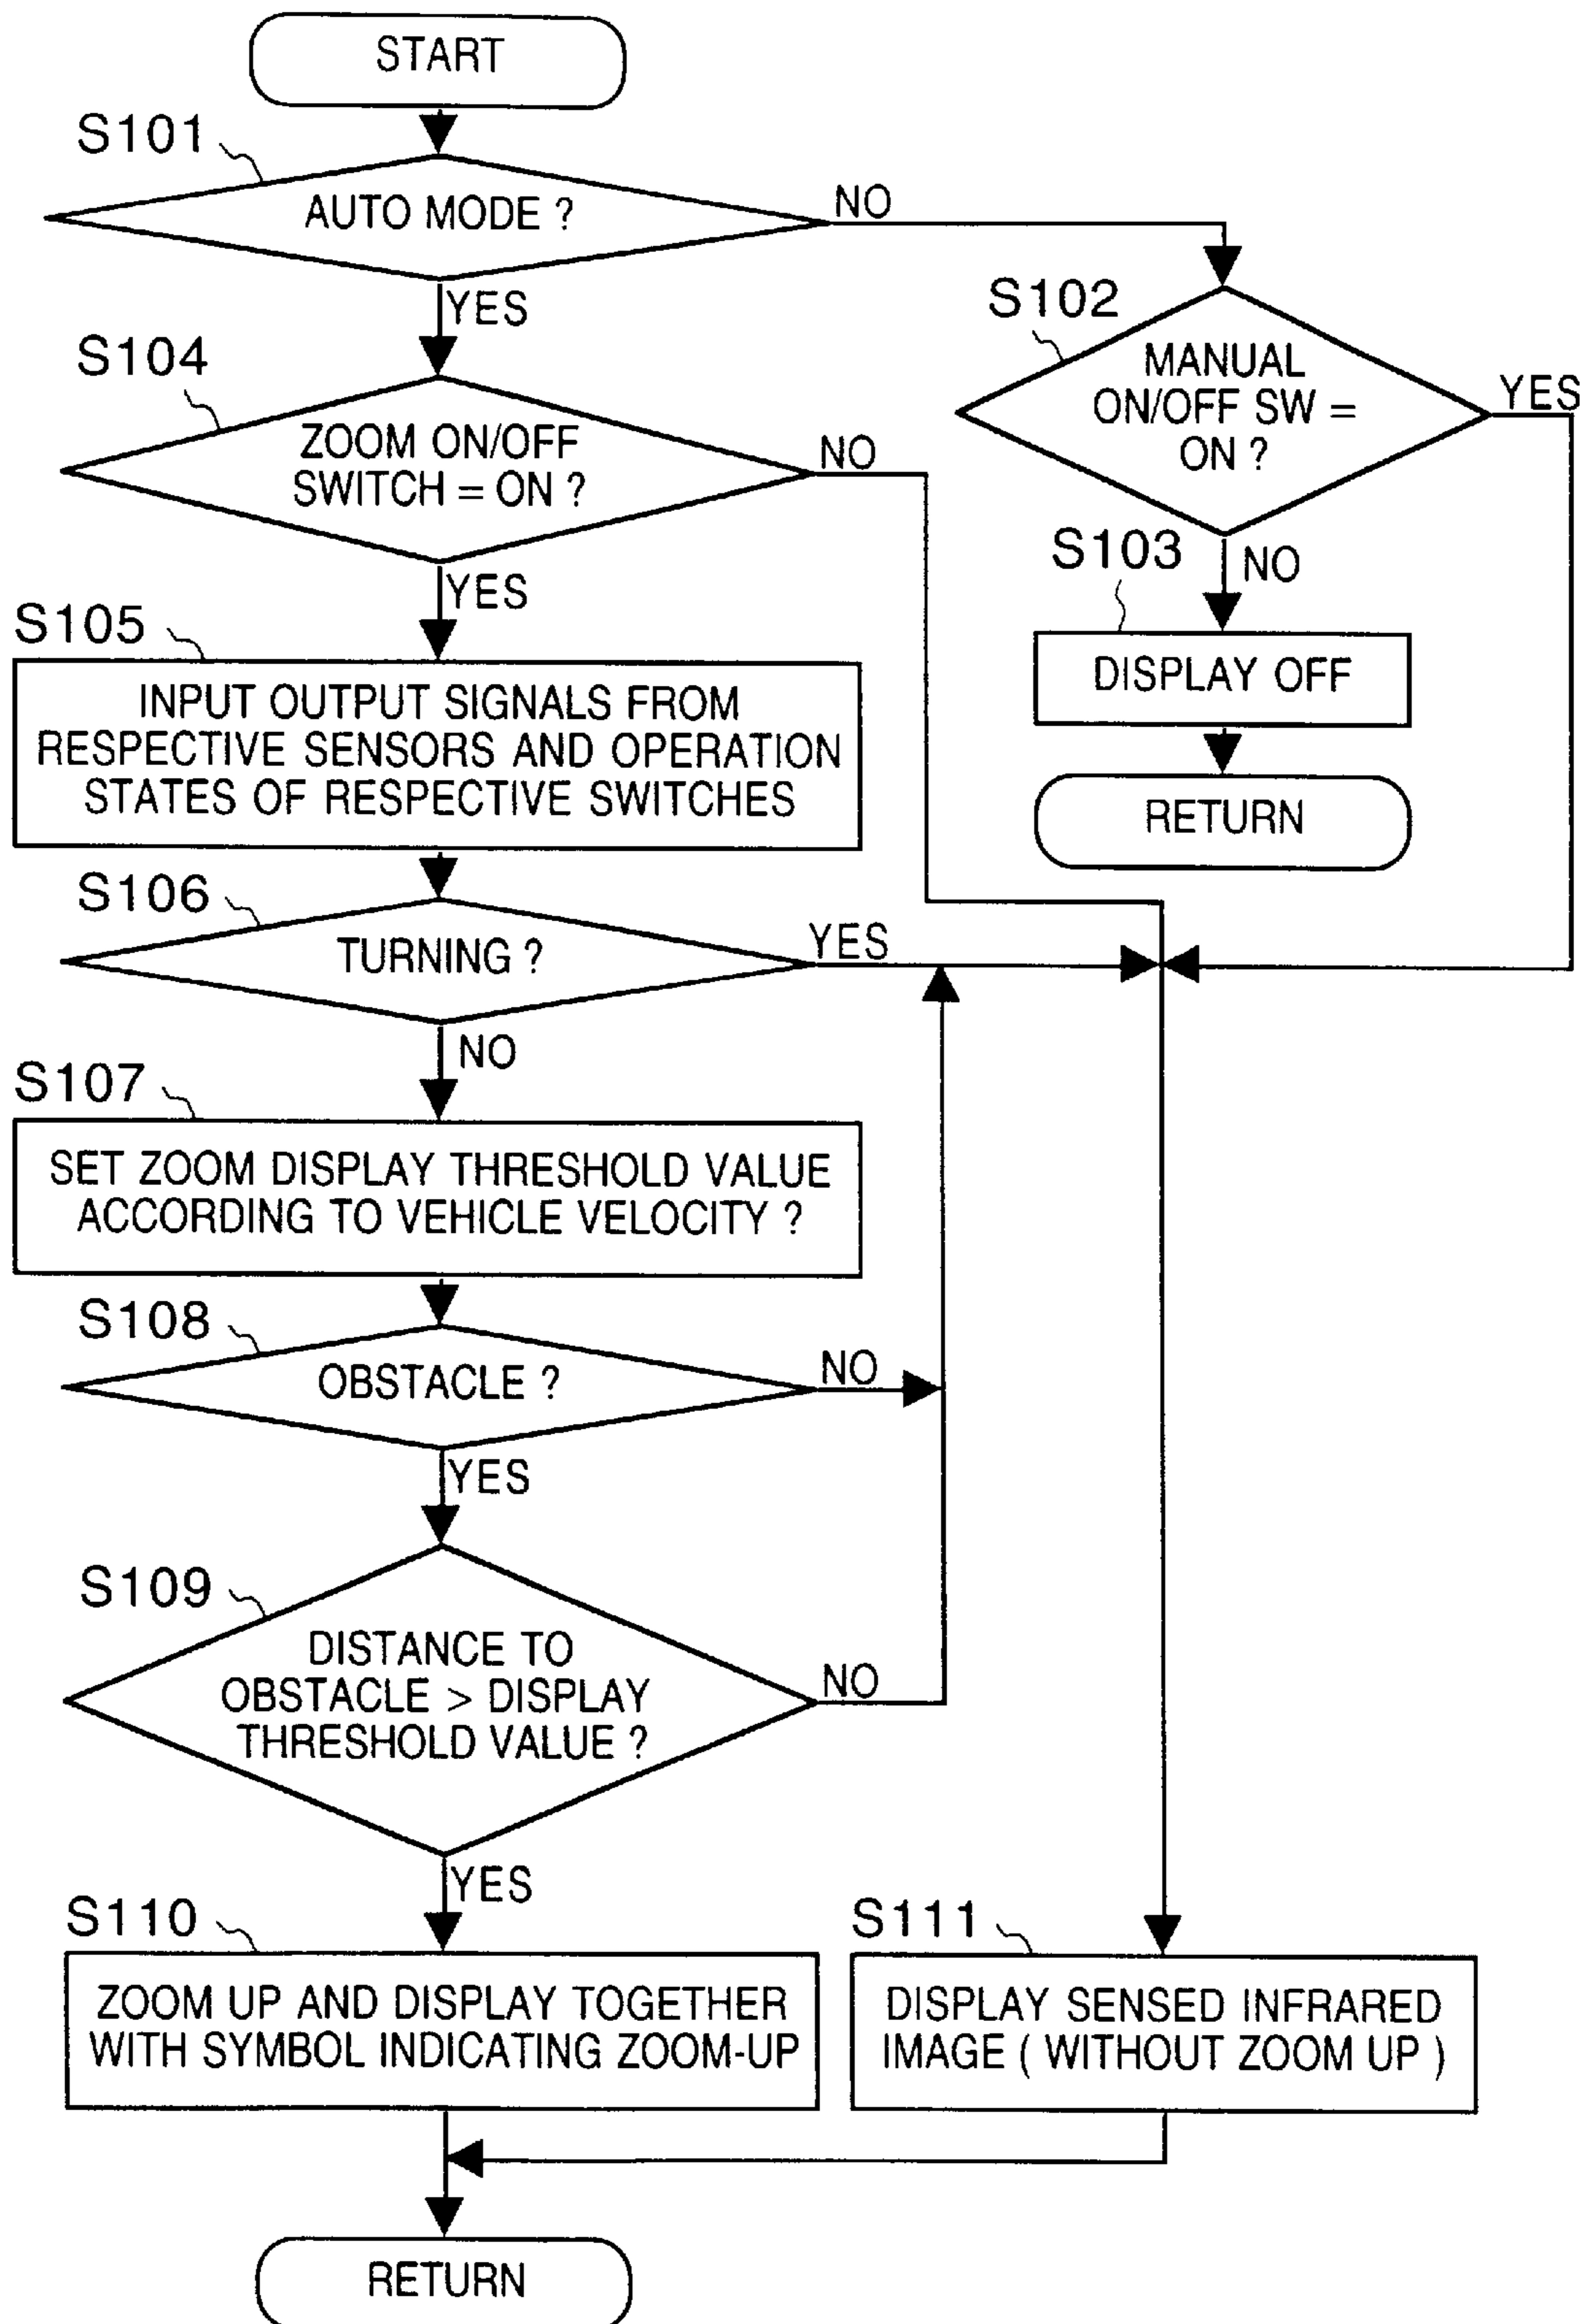 START
S101
AUTO MODE ?
NO
YES
S102
MANUAL
ON/OFF SW =
ON ?
YES
NO
S103
DISPLAY OFF
RETURN
S104
ZOOM ON/OFF
SWITCH = ON ?
NO
YES
S105
INPUT OUTPUT SIGNALS FROM
RESPECTIVE SENSORS AND OPERATION
STATES OF RESPECTIVE SWITCHES
S106
TURNING ?
YES
NO
S107
SET ZOOM DISPLAY THRESHOLD VALUE
ACCORDING TO VEHICLE VELOCITY ?
S108
OBSTACLE ?
NO
YES
S109
DISTANCE TO
OBSTACLE > DISPLAY
THRESHOLD VALUE ?
NO
YES
S110
ZOOM UP AND DISPLAY TOGETHER
WITH SYMBOL INDICATING ZOOM-UP
S111
DISPLAY SENSED INFRARED
IMAGE ( WITHOUT ZOOM UP )
RETURN